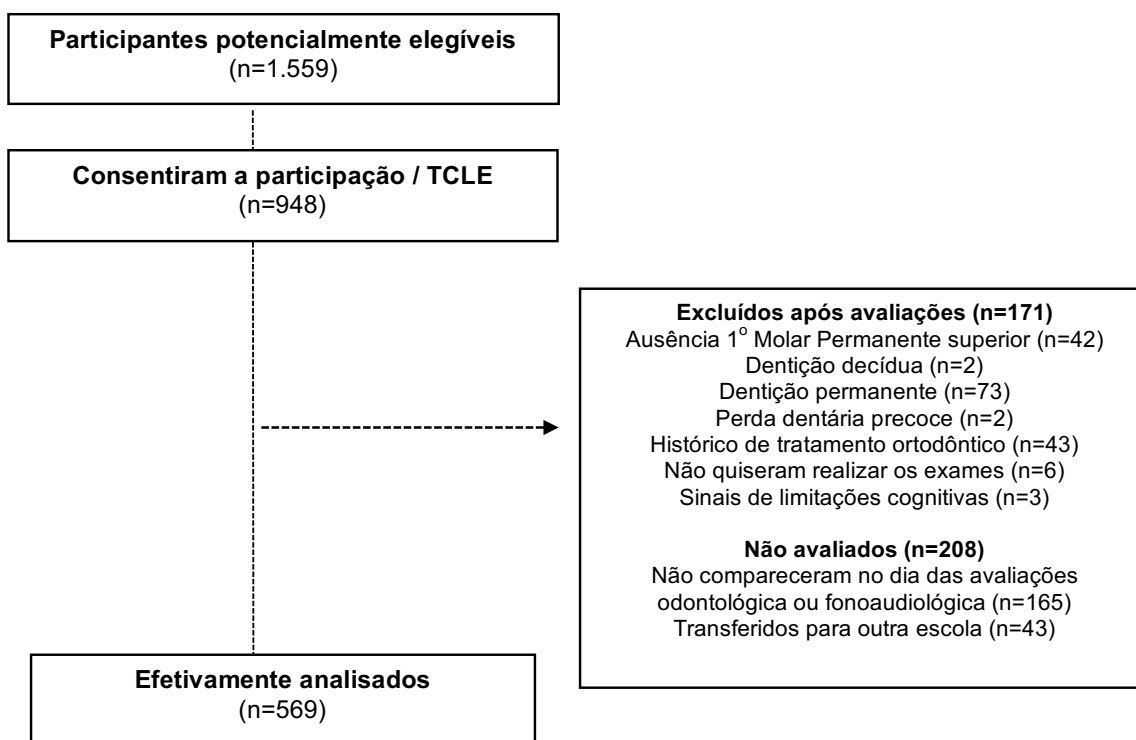 Participantes potencialmente elegíveis
(n=1.559)
Consentiram a participação / TCLE
(n=948)
Excluídos após avaliações (n=171)
Ausência 1º Molar Permanente superior (n=42)
Dentição decídua (n=2)
Dentição permanente (n=73)
Perda dentária precoce (n=2)
Histórico de tratamento ortodôntico (n=43)
Não quiseram realizar os exames (n=6)
Sinais de limitações cognitivas (n=3)
Não avaliados (n=208)
Não compareceram no dia das avaliações
odontológica ou fonoaudiológica (n=165)
Transferidos para outra escola (n=43)
Efetivamente analisados
(n=569)